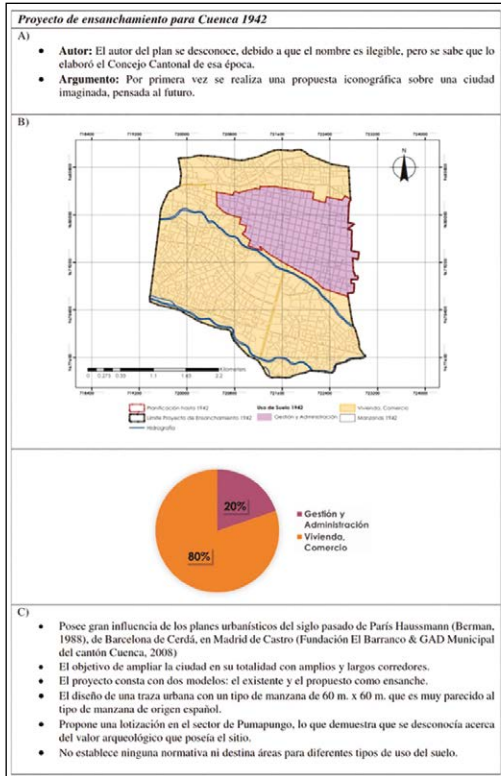 Proyecto de ensanchamiento para Cuenca 1942
A)
• Autor: El autor del plan se desconoce, debido a que el nombre es ilegible, pero se sabe que lo
elaboró el Concejo Cantonal de esa época.
• Argumento: Por primera vez se realiza una propuesta iconográfica sobre una ciudad
imaginada, pensada al futuro.
B)
N
Kilometers
Planificación hasta 1942
Uso de Suelo 1942
Vivienda, Comercio
Límite Proyecto de Ensanchamiento 1942
Gestión y Administración
Manzanas 1942
Hidrografía
20%
80%
Gestión y
Administración
Vivienda,
Comercio
C)
• Posee gran influencia de los planes urbanísticos del siglo pasado de París Haussmann (Berman,
1988), de Barcelona de Cerdá, en Madrid de Castro (Fundación El Barranco & GAD Municipal
del cantón Cuenca, 2008)
• El objetivo de ampliar la ciudad en su totalidad con amplios y largos corredores.
• El proyecto consta con dos modelos: el existente y el propuesto como ensanche.
• El diseño de una traza urbana con un tipo de manzana de 60 m. x 60 m. que es muy parecido al
tipo de manzana de origen español.
• Propone una lotización en el sector de Pumapungo, lo que demuestra que se desconocía acerca
del valor arqueológico que poseía el sitio.
• No establece ninguna normativa ni destina áreas para diferentes tipos de uso del suelo.